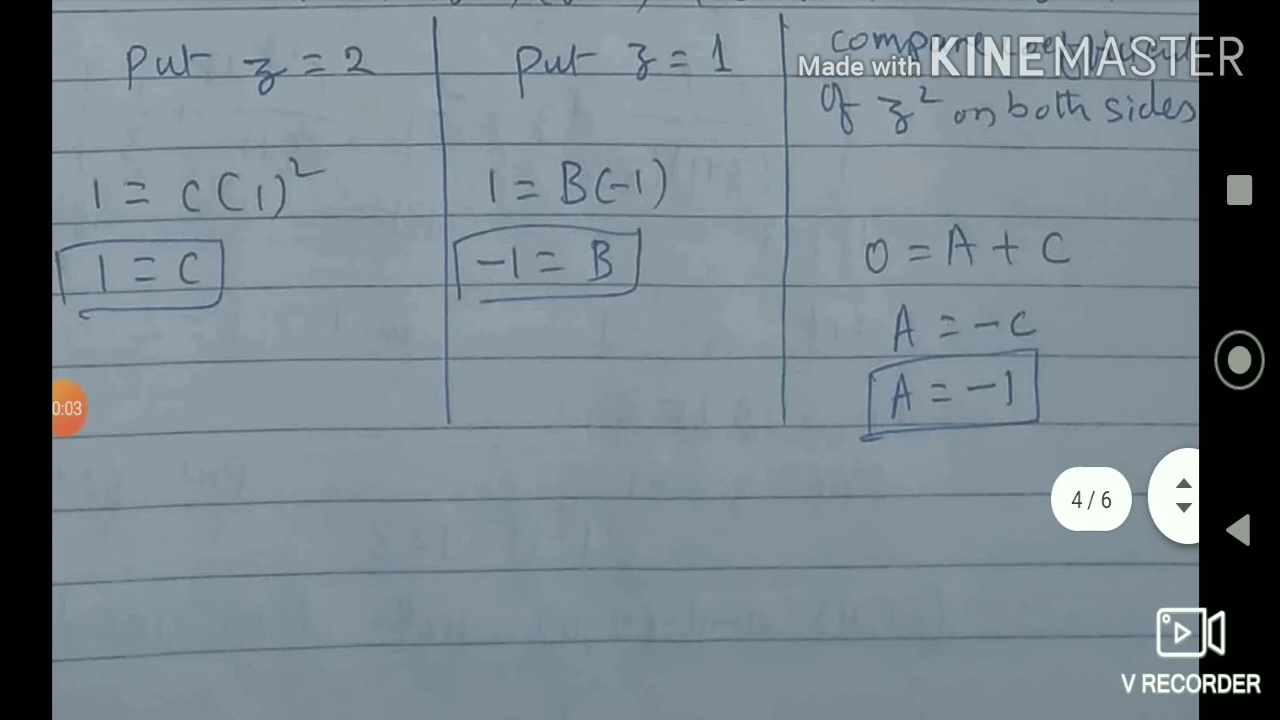 Put z = 2
1 = C(1)²
1 = C
Put z = 1
1 = B(-1)
-1 = B
compare
of z² on both sides
0 = A + C
A = -C
A = -1
Made with KINEMASTER
0:03
4 / 6
V RECORDER